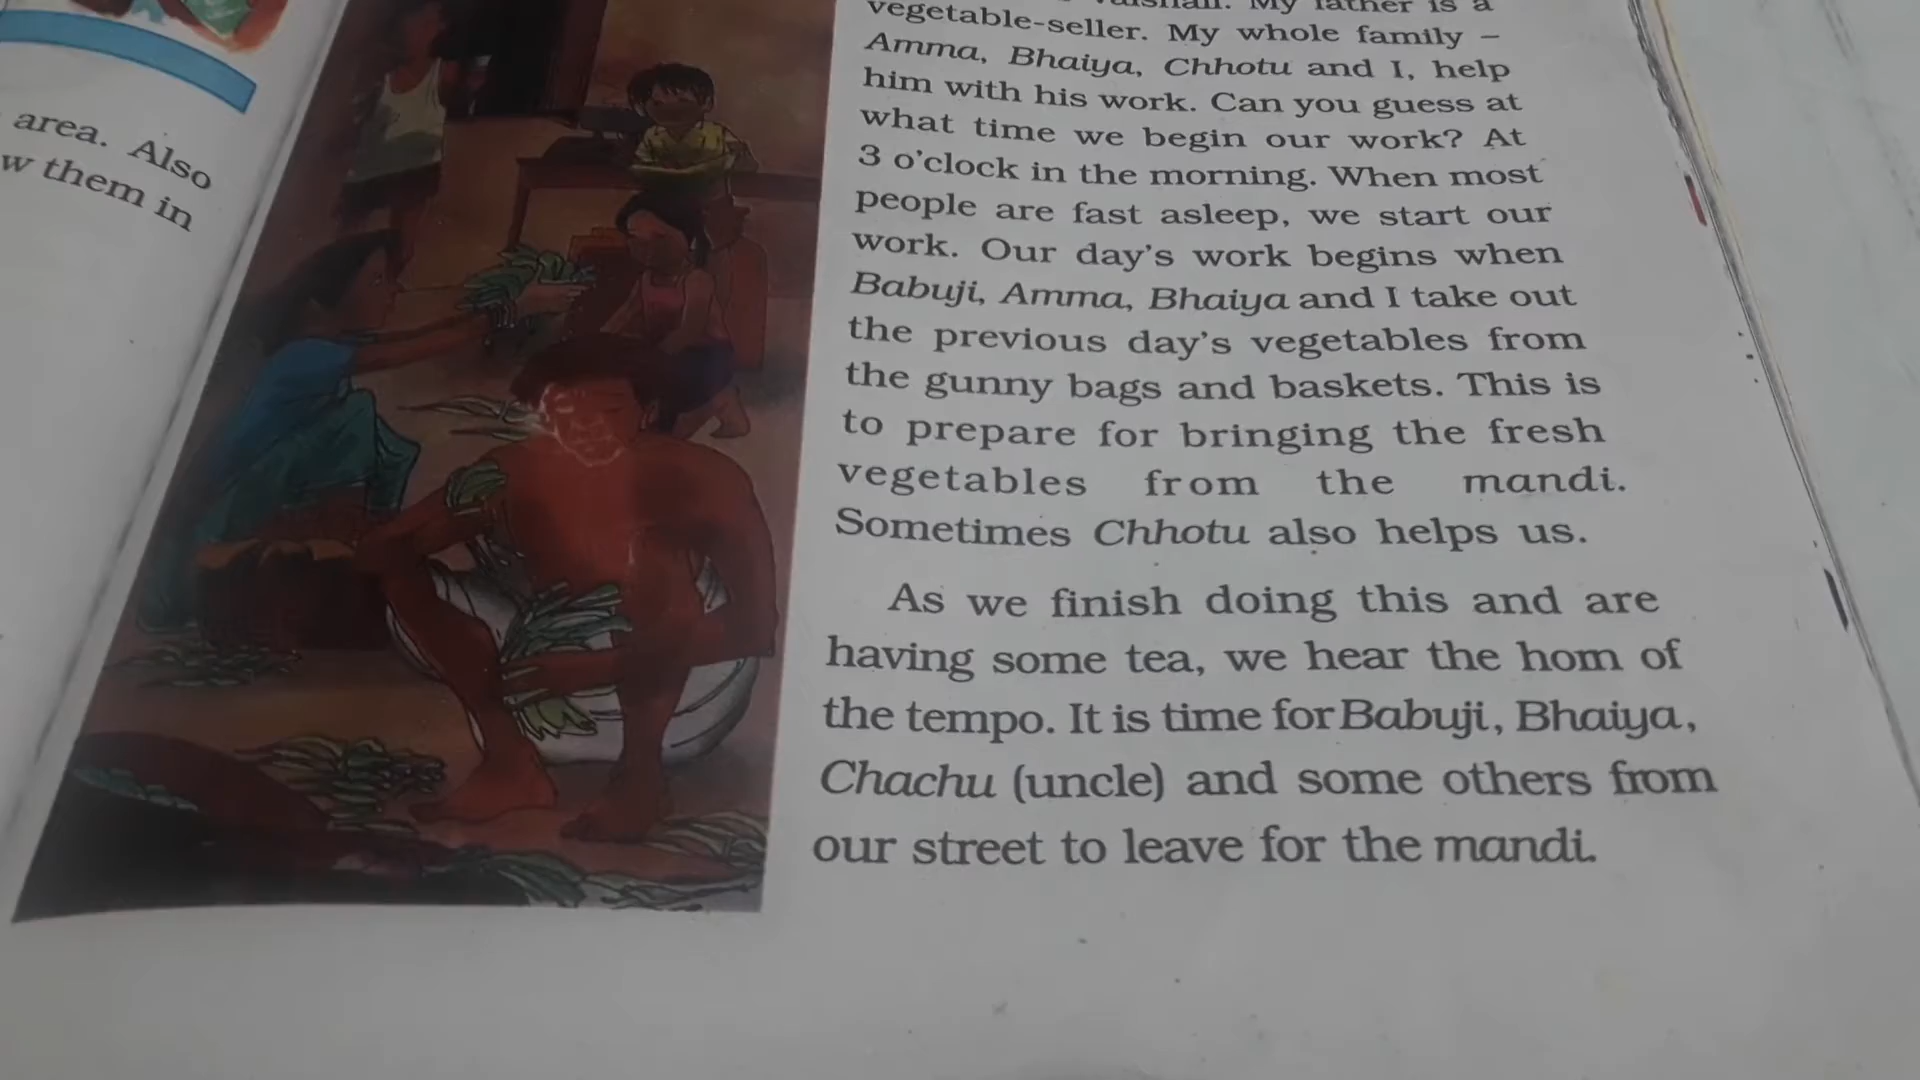 area. Also
w them in
Vaishali. My father is a
vegetable-seller. My whole family –
Amma, Bhaiya, Chhotu and I, help
him with his work. Can you guess at
what time we begin our work? At
3 o'clock in the morning. When most
people are fast asleep, we start our
work. Our day's work begins when
Babuji, Amma, Bhaiya and I take out
the previous day's vegetables from
the gunny bags and baskets. This is
to prepare for bringing the fresh
vegetables from the mandi.
Sometimes Chhotu also helps us.
As we finish doing this and are
having some tea, we hear the horn of
the tempo. It is time for Babuji, Bhaiya,
Chachu (uncle) and some others from
our street to leave for the mandi.